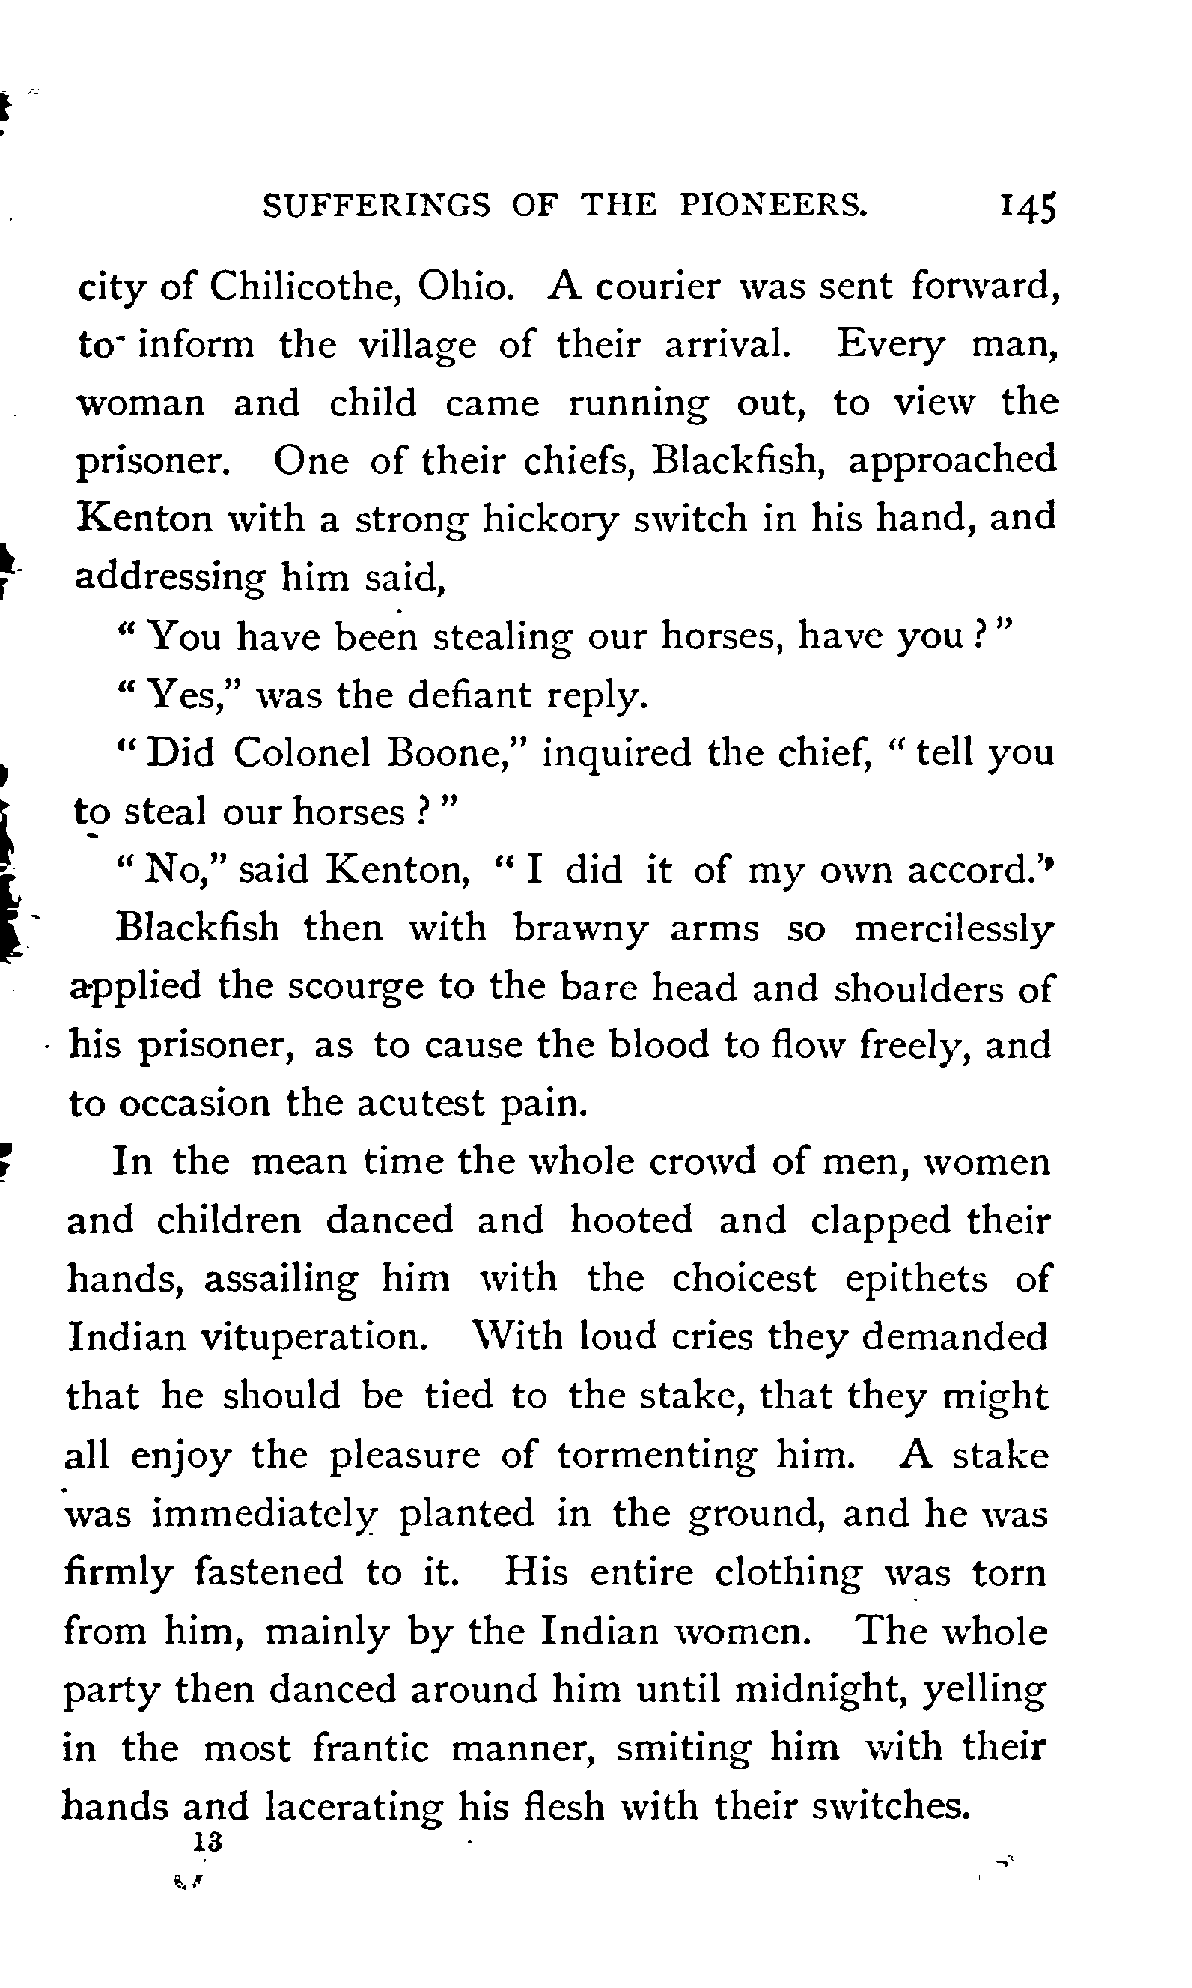 SUFFERINGS OF THE PIONEERS. 145
city of Chilicothe, Ohio. A courier was sent forward,
to inform the village of their arrival. Every man,
woman and child came running out, to view the
prisoner. One of their chiefs, Blackfish, approached
Kenton with a strong hickory switch in his hand, and
addressing him said,
“You have been stealing our horses, have you?”
“Yes,” was the defiant reply.
“Did Colonel Boone,” inquired the chief, “tell you
to steal our horses?”
“No,” said Kenton, “I did it of my own accord.”
Blackfish then with brawny arms so mercilessly
applied the scourge to the bare head and shoulders of
his prisoner, as to cause the blood to flow freely, and
to occasion the acutest pain.
In the mean time the whole crowd of men, women
and children danced and hooted and clapped their
hands, assailing him with the choicest epithets of
Indian vituperation. With loud cries they demanded
that he should be tied to the stake, that they might
all enjoy the pleasure of tormenting him. A stake
was immediately planted in the ground, and he was
firmly fastened to it. His entire clothing was torn
from him, mainly by the Indian women. The whole
party then danced around him until midnight, yelling
in the most frantic manner, smiting him with their
hands and lacerating his flesh with their switches.
13